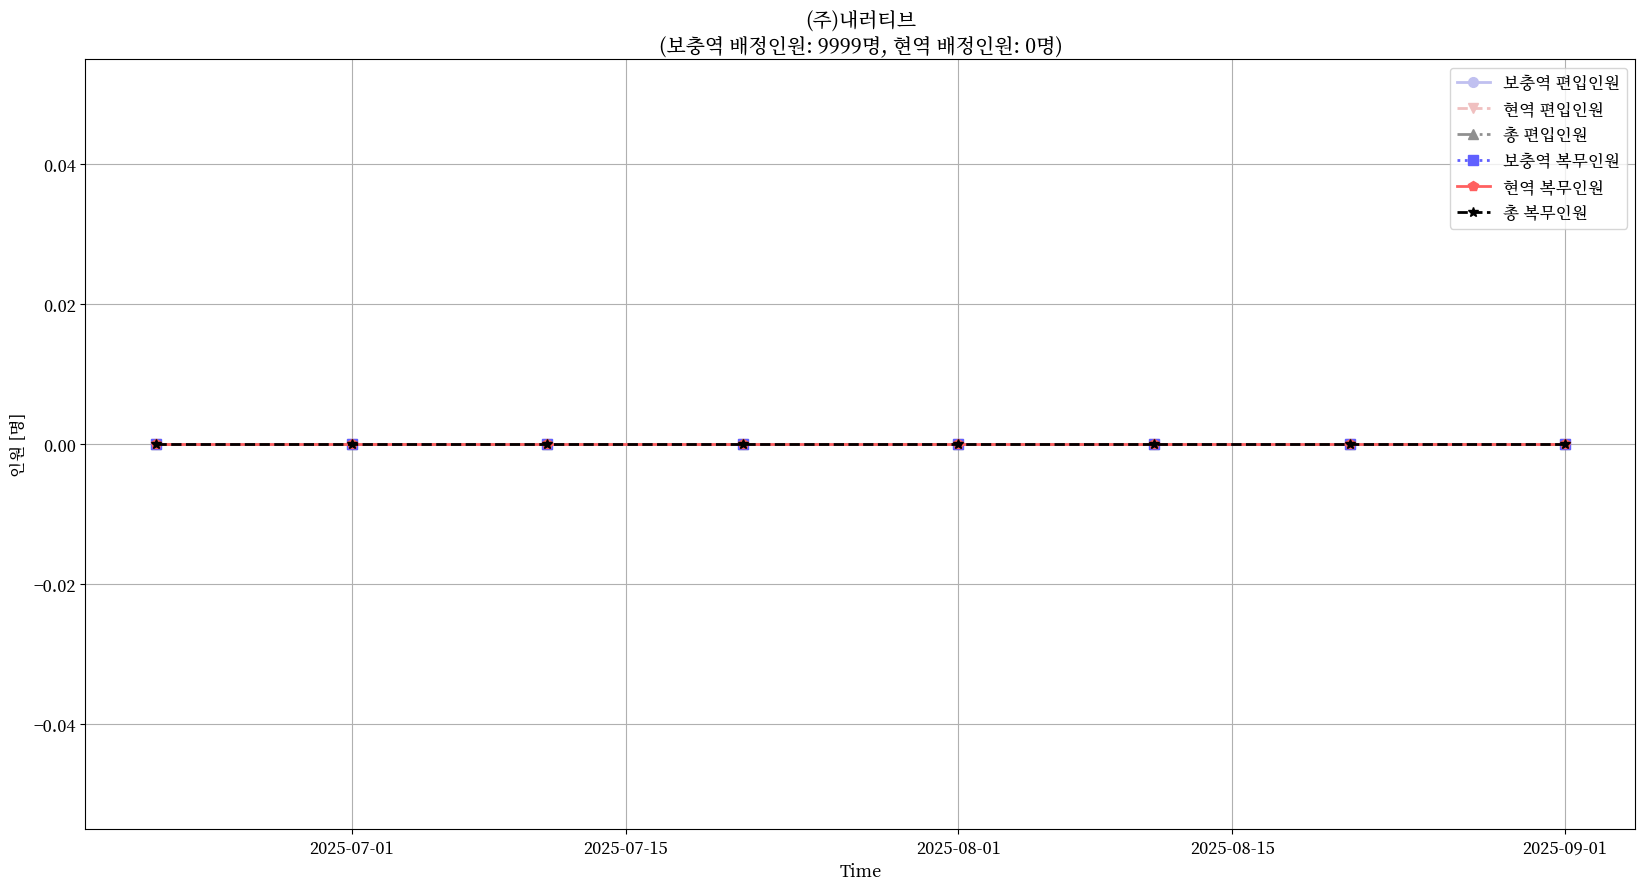 (주)내러티브
(보충역 배정인원: 9999명, 현역 배정인원: 0명)
보충역 편입인원
현역 편입인원
총 편입인원
보충역 복무인원
현역 복무인원
총 복무인원
0.04
0.02
0.00
−0.02
−0.04
인원 [명]
2025-07-01
2025-07-15
2025-08-01
2025-08-15
2025-09-01
Time